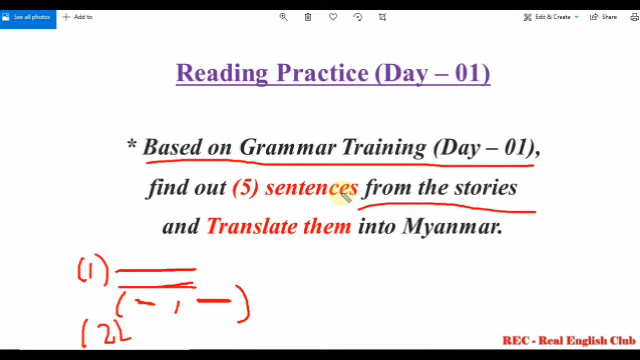 See all photos + Add to Edit & Create Share
Reading Practice (Day – 01)
* Based on Grammar Training (Day – 01),
find out (5) sentences from the stories
and Translate them into Myanmar.
(1)
( – , – )
(2)
REC - Real English Club